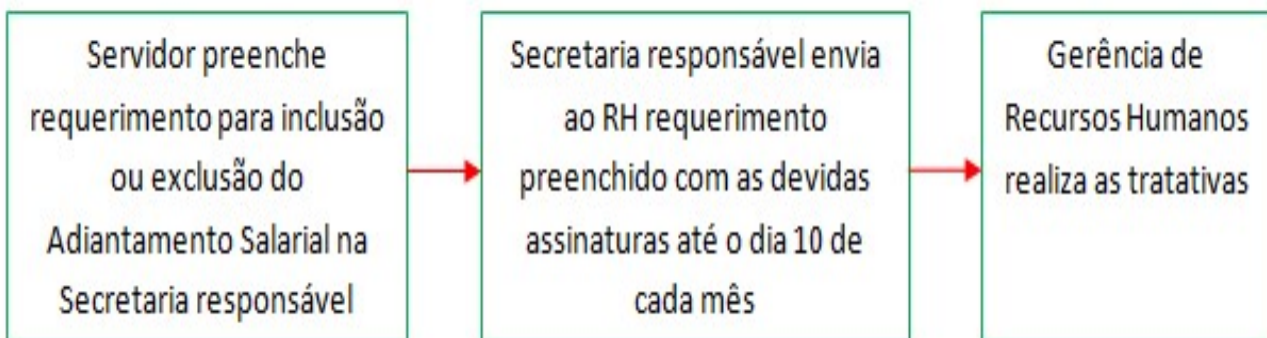 Servidor preenche
requerimento para inclusão
ou exclusão do
Adiantamento Salarial na
Secretaria responsável
Secretaria responsável envia
ao RH requerimento
preenchido com as devidas
assinaturas até o dia 10 de
cada mês
Gerência de
Recursos Humanos
realiza as tratativas